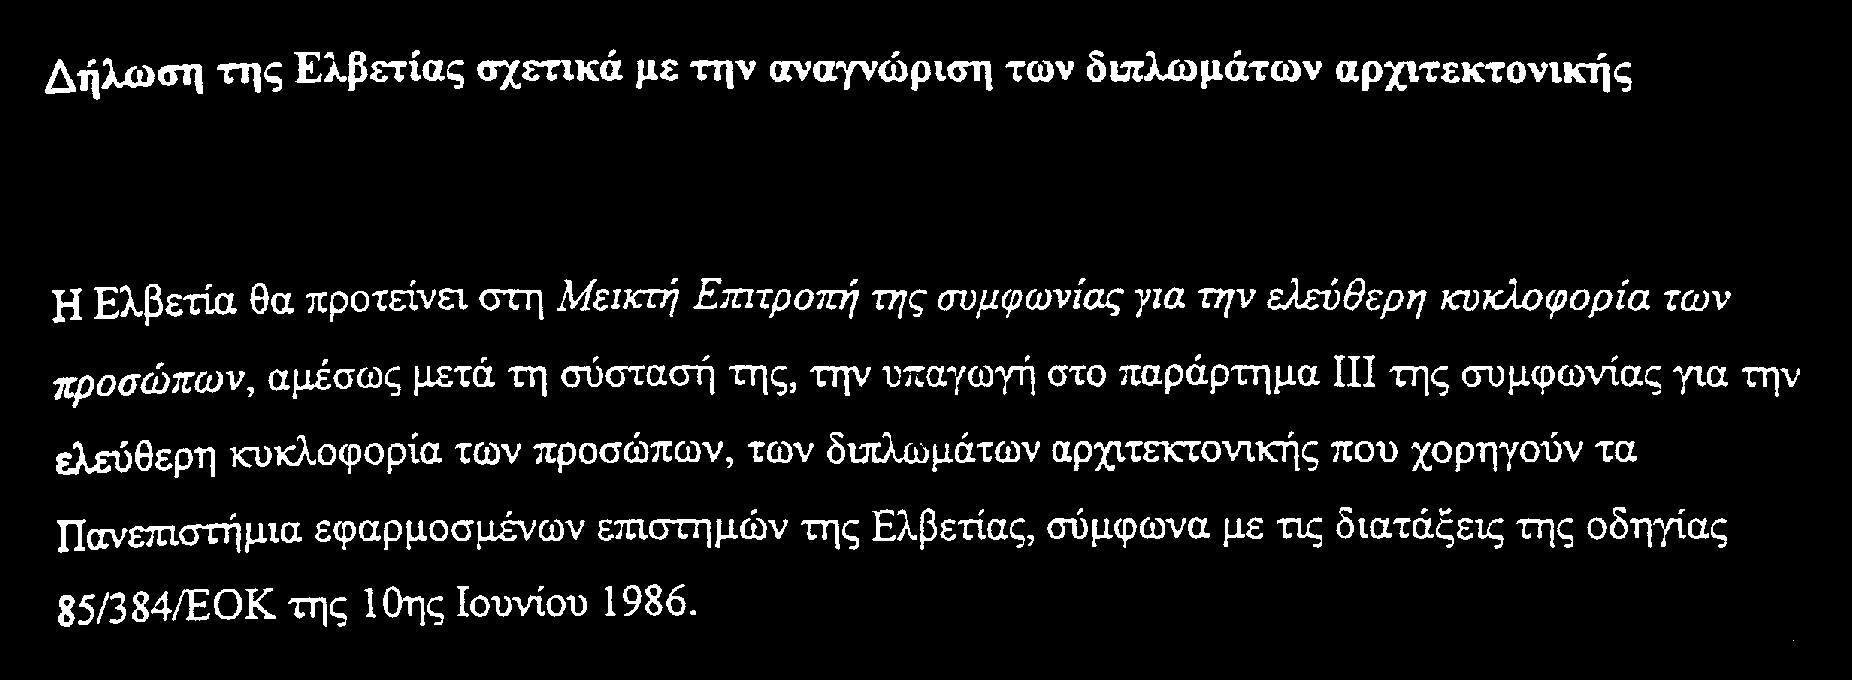 Δήλωση της Ελβετίας σχετικά με την αναγνώριση των διπλωμάτων αρχιτεκτονικής
Η Ελβετία θα προτείνει στη Μεικτή Επιτροπή της συμφωνίας για την ελεύθερη κυκλοφορία των
προσώπων, αμέσως μετά τη σύστασή της, την υπαγωγή στο παράρτημα ΙΙΙ της συμφωνίας για την
ελεύθερη κυκλοφορία των προσώπων, των διπλωμάτων αρχιτεκτονικής που χορηγούν τα
Πανεπιστήμια εφαρμοσμένων επιστημών της Ελβετίας, σύμφωνα με τις διατάξεις της οδηγίας
85/384/ΕΟΚ της 10ης Ιουνίου 1986.